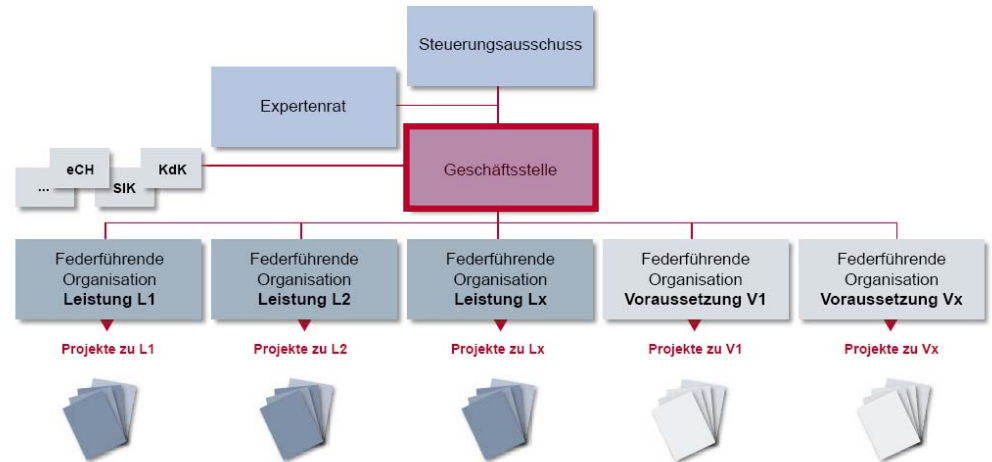 Steuerungsausschuss
Expertenrat
Geschäftsstelle
...
eCH
SIK
KdK
Federführende
Organisation
Leistung L1
Federführende
Organisation
Leistung L2
Federführende
Organisation
Leistung Lx
Federführende
Organisation
Voraussetzung V1
Federführende
Organisation
Voraussetzung Vx
Projekte zu L1
Projekte zu L2
Projekte zu Lx
Projekte zu V1
Projekte zu Vx